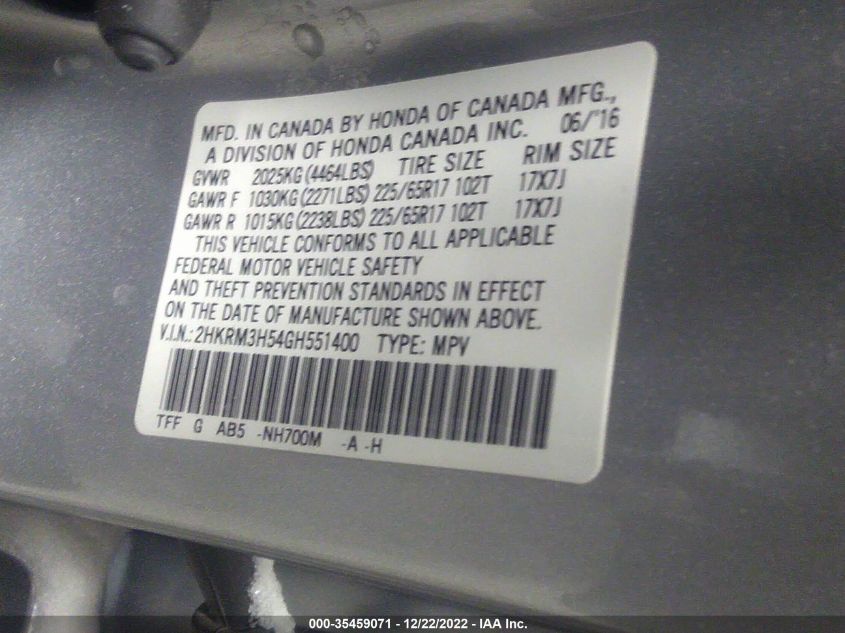 MFD. IN CANADA BY HONDA OF CANADA MFG.,
A DIVISION OF HONDA CANADA INC. 06/'16
GVWR 2025KG(4464LBS) TIRE SIZE RIM SIZE
GAWR F 1030KG(2271LBS) 225/65R17 102T 17X7J
GAWR R 1015KG(2238LBS) 225/65R17 102T 17X7J
THIS VEHICLE CONFORMS TO ALL APPLICABLE
FEDERAL MOTOR VEHICLE SAFETY
AND THEFT PREVENTION STANDARDS IN EFFECT
ON THE DATE OF MANUFACTURE SHOWN ABOVE.
V.I.N.: 2HKRM3H54GH551400 TYPE: MPV
TFF G AB5 -NH700M -A -H
000-35459071 - 12/22/2022 - IAA Inc.